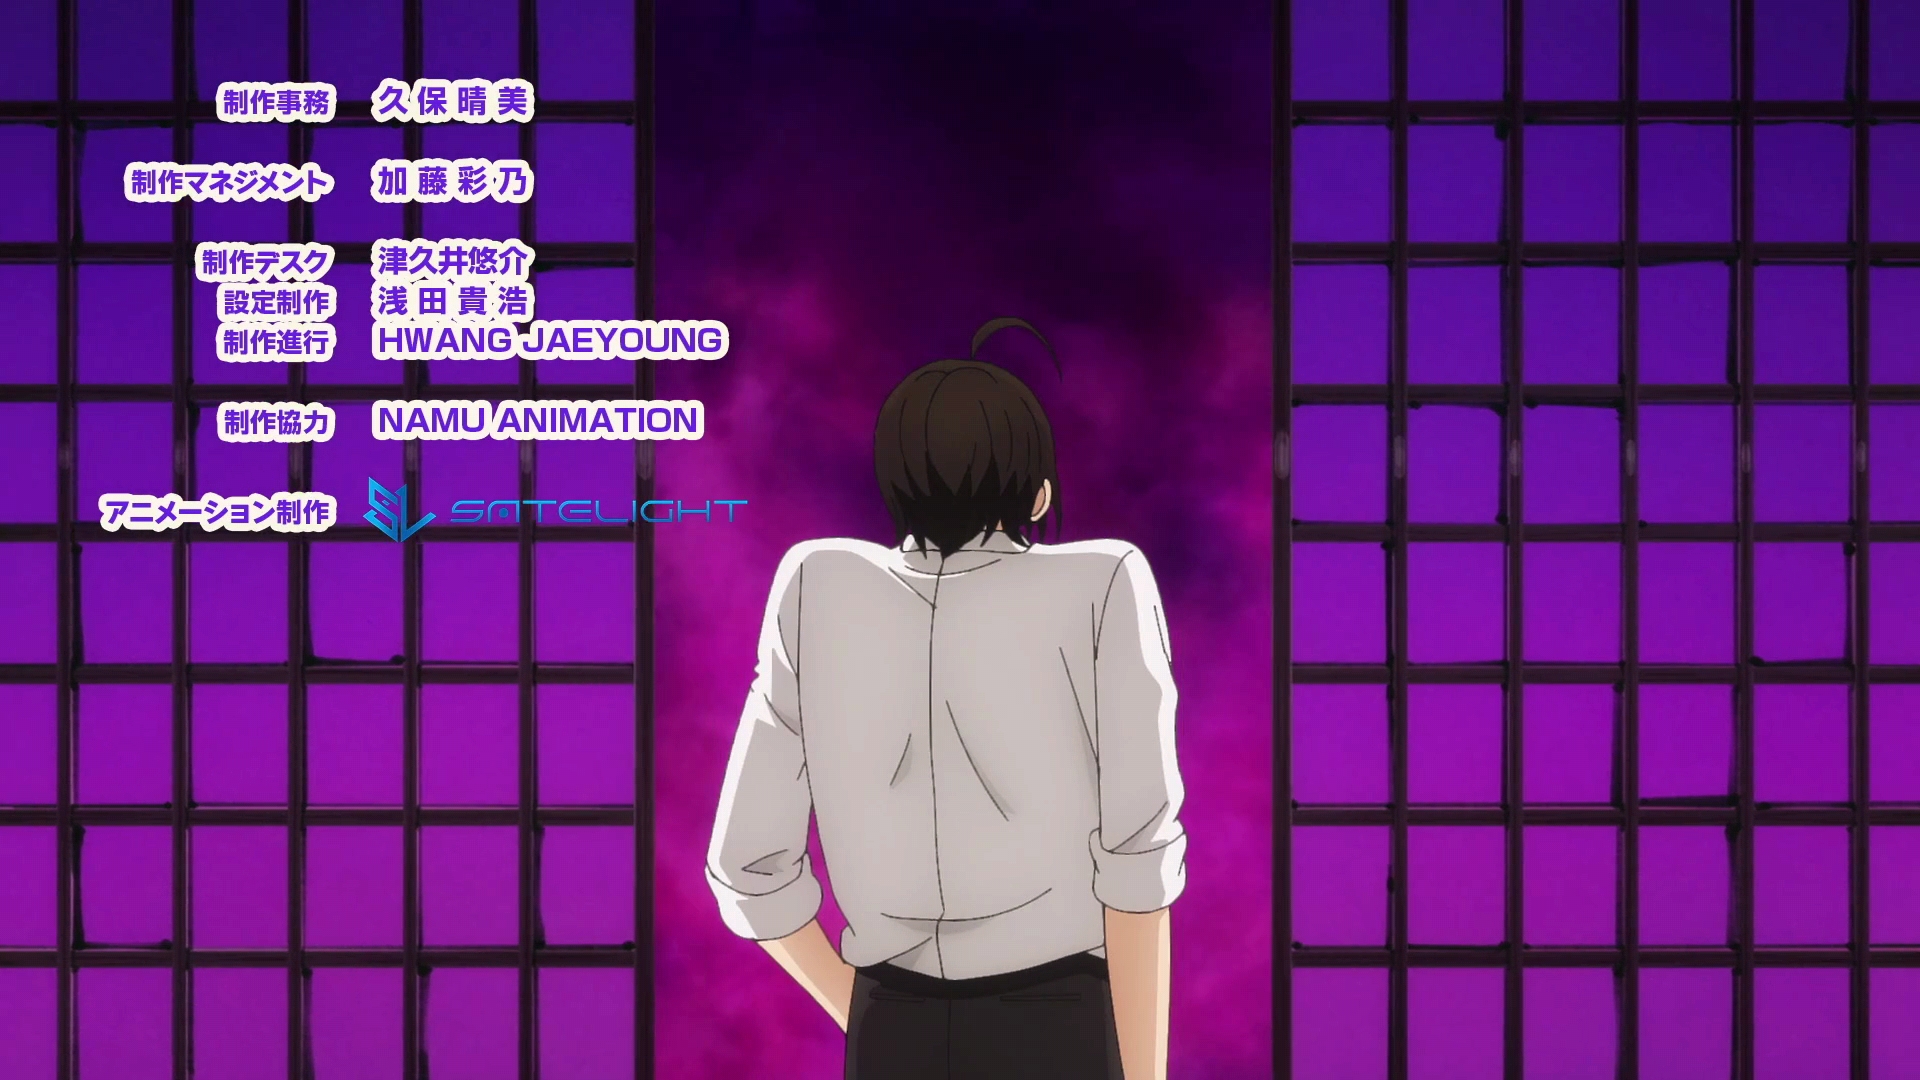 制作事務 久保晴美
制作マネジメント 加藤彩乃
制作デスク 津久井悠介
設定制作 浅田貴浩
制作進行 HWANG JAEYOUNG
制作協力 NAMU ANIMATION
アニメーション制作 SATELIGHT